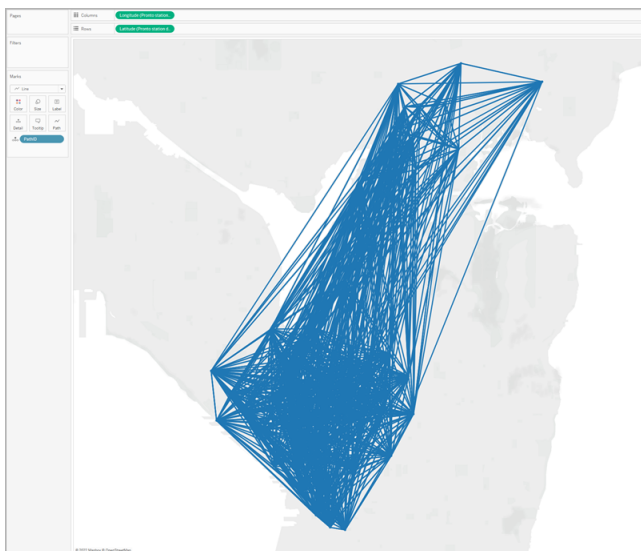 Pages
Columns
Longitude (Pronto station..
Rows
Latitude (Pronto station d..
Filters
Marks
Line
Color
Size
Label
Detail
Tooltip
Path
PathID